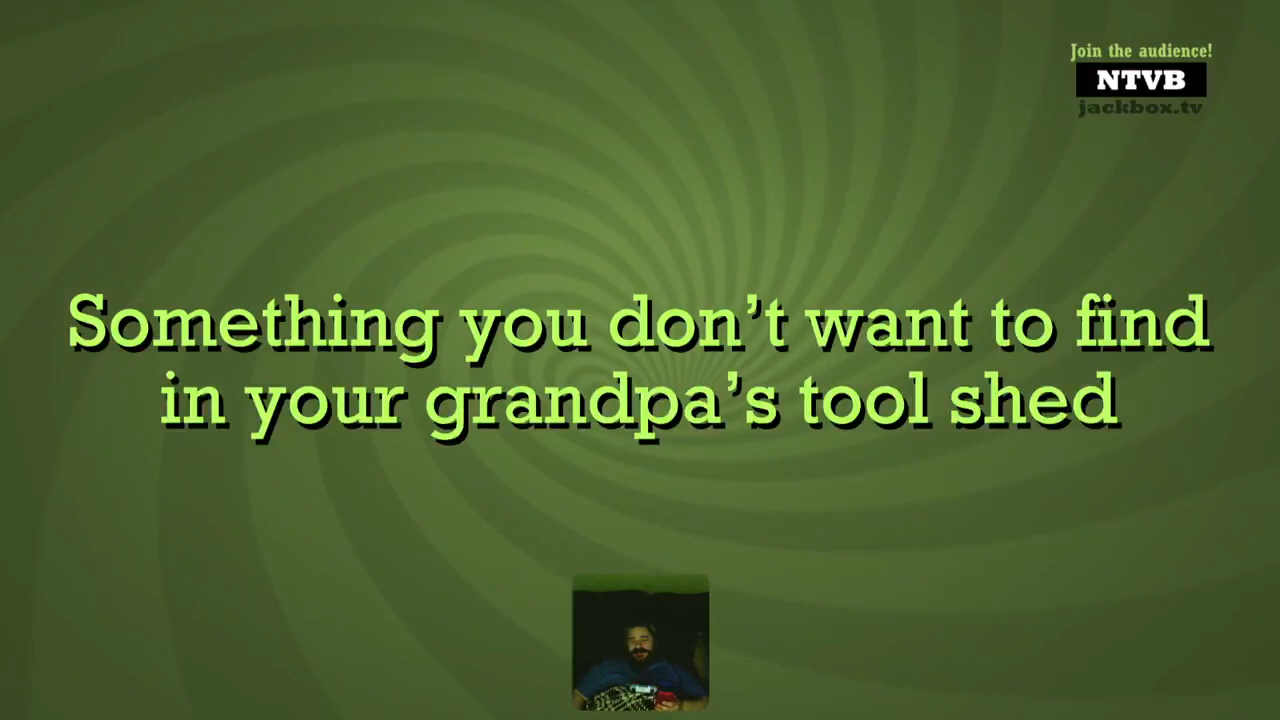 Join the audience!
NTVB
jackbox.tv
Something you don’t want to find
in your grandpa’s tool shed